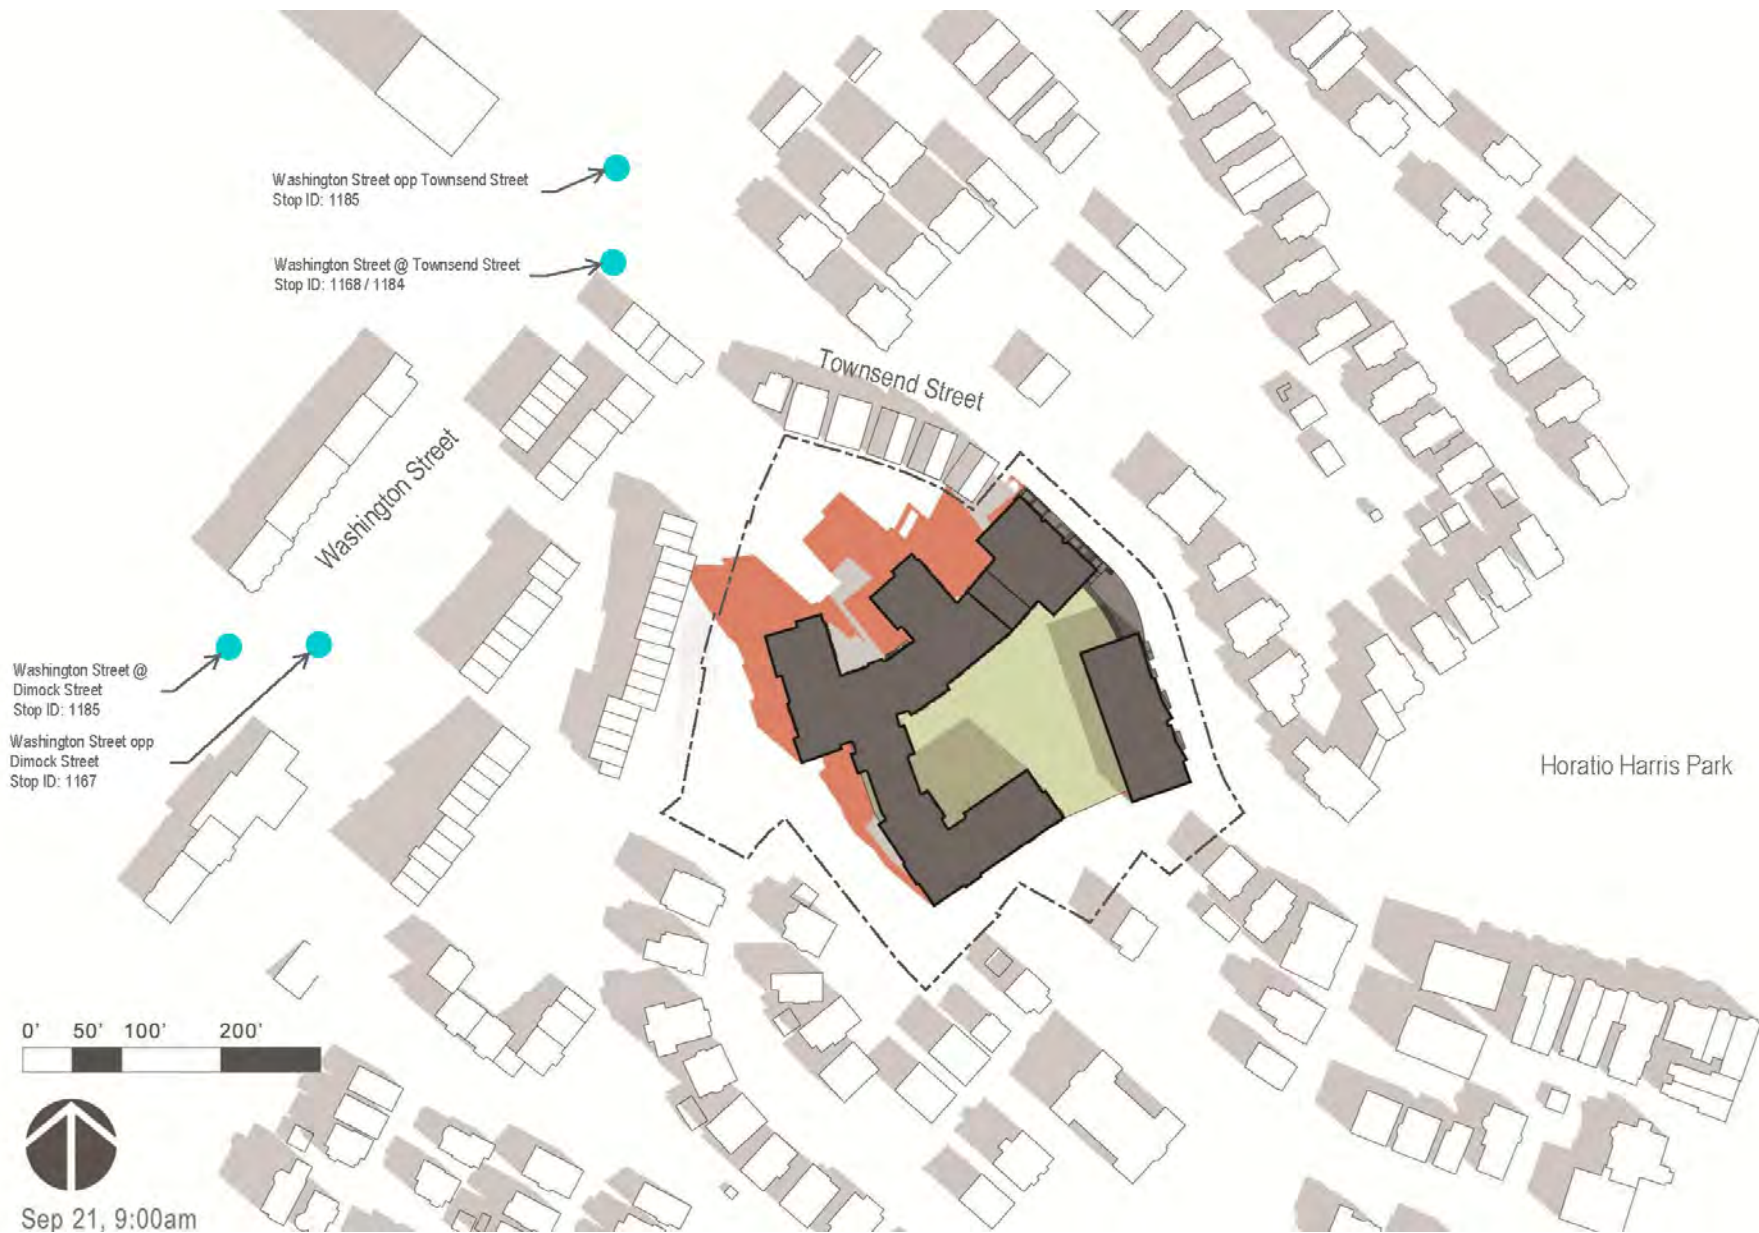 Washington Street opp Townsend Street
Stop ID: 1185
Washington Street @ Townsend Street
Stop ID: 1168 / 1184
Townsend Street
Washington Street
Washington Street @
Dimock Street
Stop ID: 1185
Washington Street opp
Dimock Street
Stop ID: 1167
Horatio Harris Park
0' 50' 100' 200'
Sep 21, 9:00am